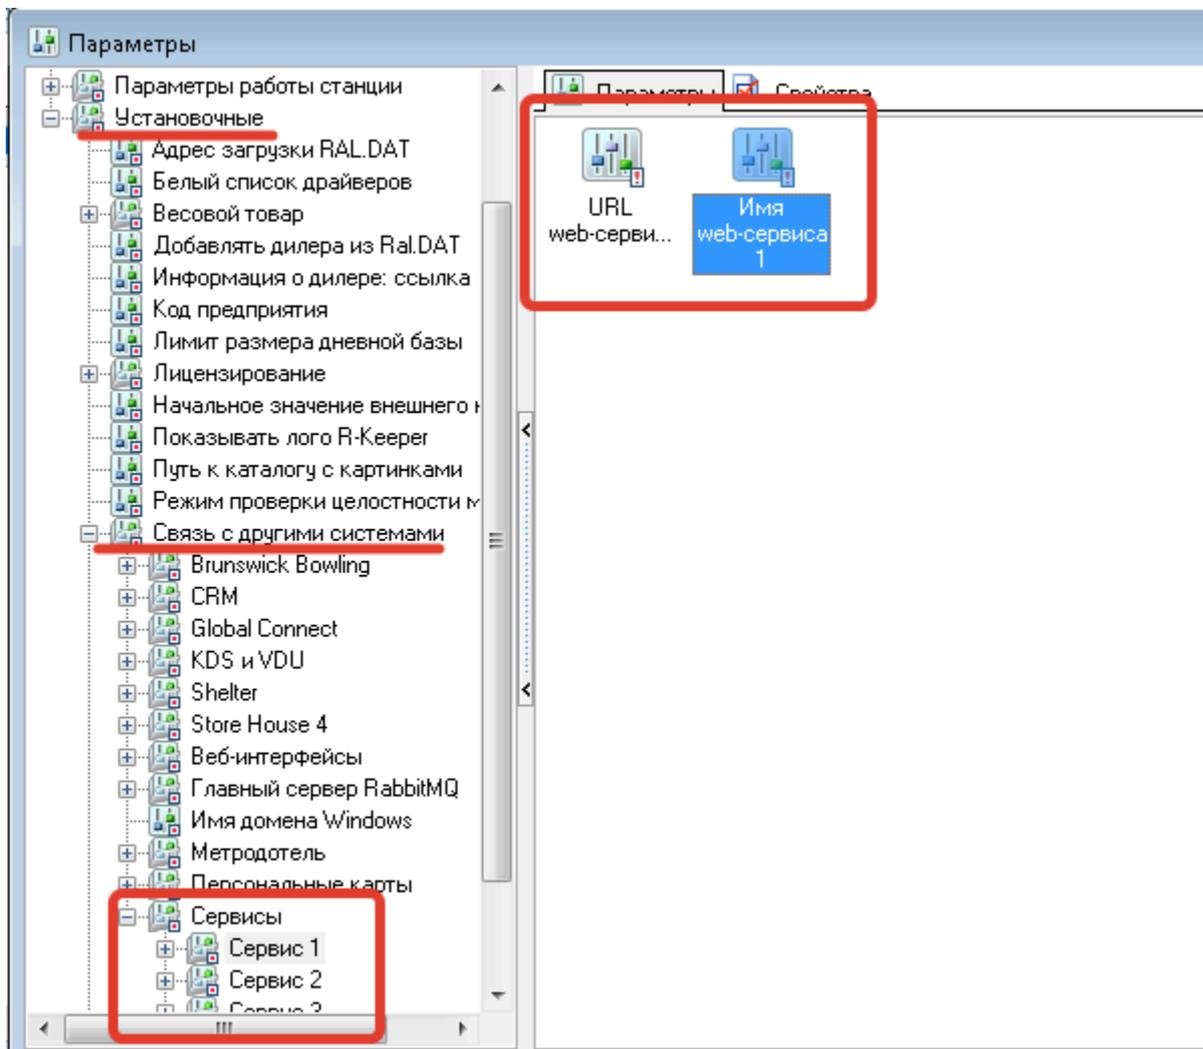 Параметры
Параметры работы станции
Установочные
Адрес загрузки RAL.DAT
Белый список драйверов
Весовой товар
Добавлять дилера из Ral.DAT
Информация о дилере: ссылка
Код предприятия
Лимит размера дневной базы
Лицензирование
Начальное значение внешнего
Показывать лого R-Keeper
Путь к каталогу с картинками
Режим проверки целостности
Связь с другими системами
Brunswick Bowling
CRM
Global Connect
KDS и VDU
Shelter
Store House 4
Веб-интерфейсы
Главный сервер RabbitMQ
Имя домена Windows
Метродотель
Персональные карты
Сервисы
Сервис 1
Сервис 2
Сервис 3
Параметры
Свойства
URL
web-серви...
Имя
web-сервиса
1